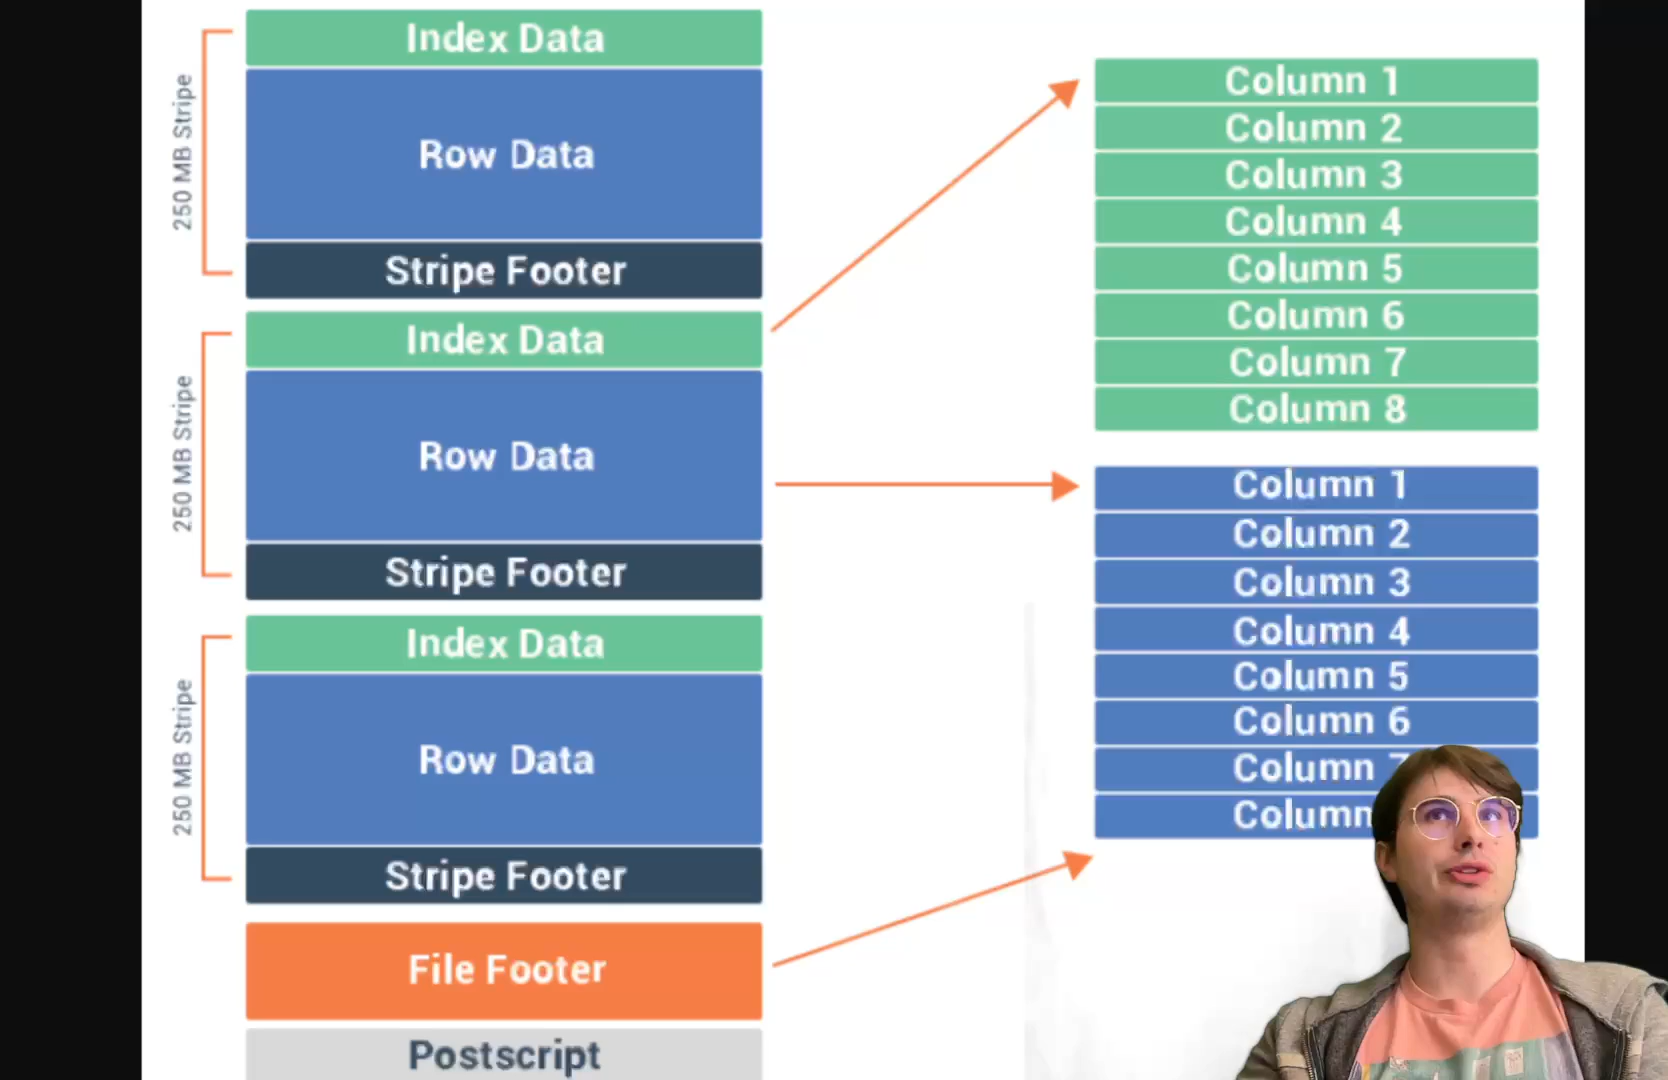 250 MB Stripe
Index Data
Row Data
Stripe Footer
250 MB Stripe
Index Data
Row Data
Stripe Footer
250 MB Stripe
Index Data
Row Data
Stripe Footer
File Footer
Postscript
Column 1
Column 2
Column 3
Column 4
Column 5
Column 6
Column 7
Column 8
Column 1
Column 2
Column 3
Column 4
Column 5
Column 6
Column 7
Column